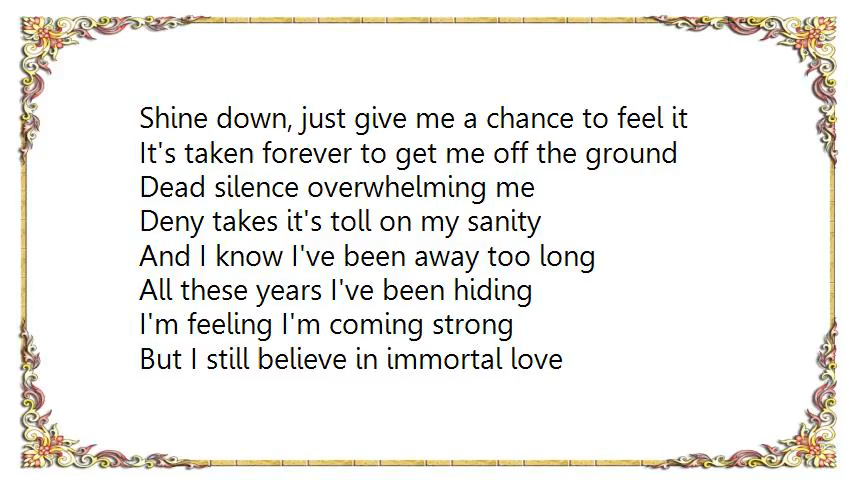 Shine down, just give me a chance to feel it
It's taken forever to get me off the ground
Dead silence overwhelming me
Deny takes it's toll on my sanity
And I know I've been away too long
All these years I've been hiding
I'm feeling I'm coming strong
But I still believe in immortal love